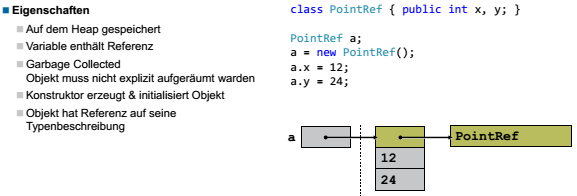 Eigenschaften
Auf dem Heap gespeichert
Variable enthält Referenz
Garbage Collected
Objekt muss nicht explizit aufgeräumt warden
Konstruktor erzeugt & initialisiert Objekt
Objekt hat Referenz auf seine
Typenbeschreibung
class PointRef { public int x, y; }
PointRef a;
a = new PointRef();
a.x = 12;
a.y = 24;
a
PointRef
12
24